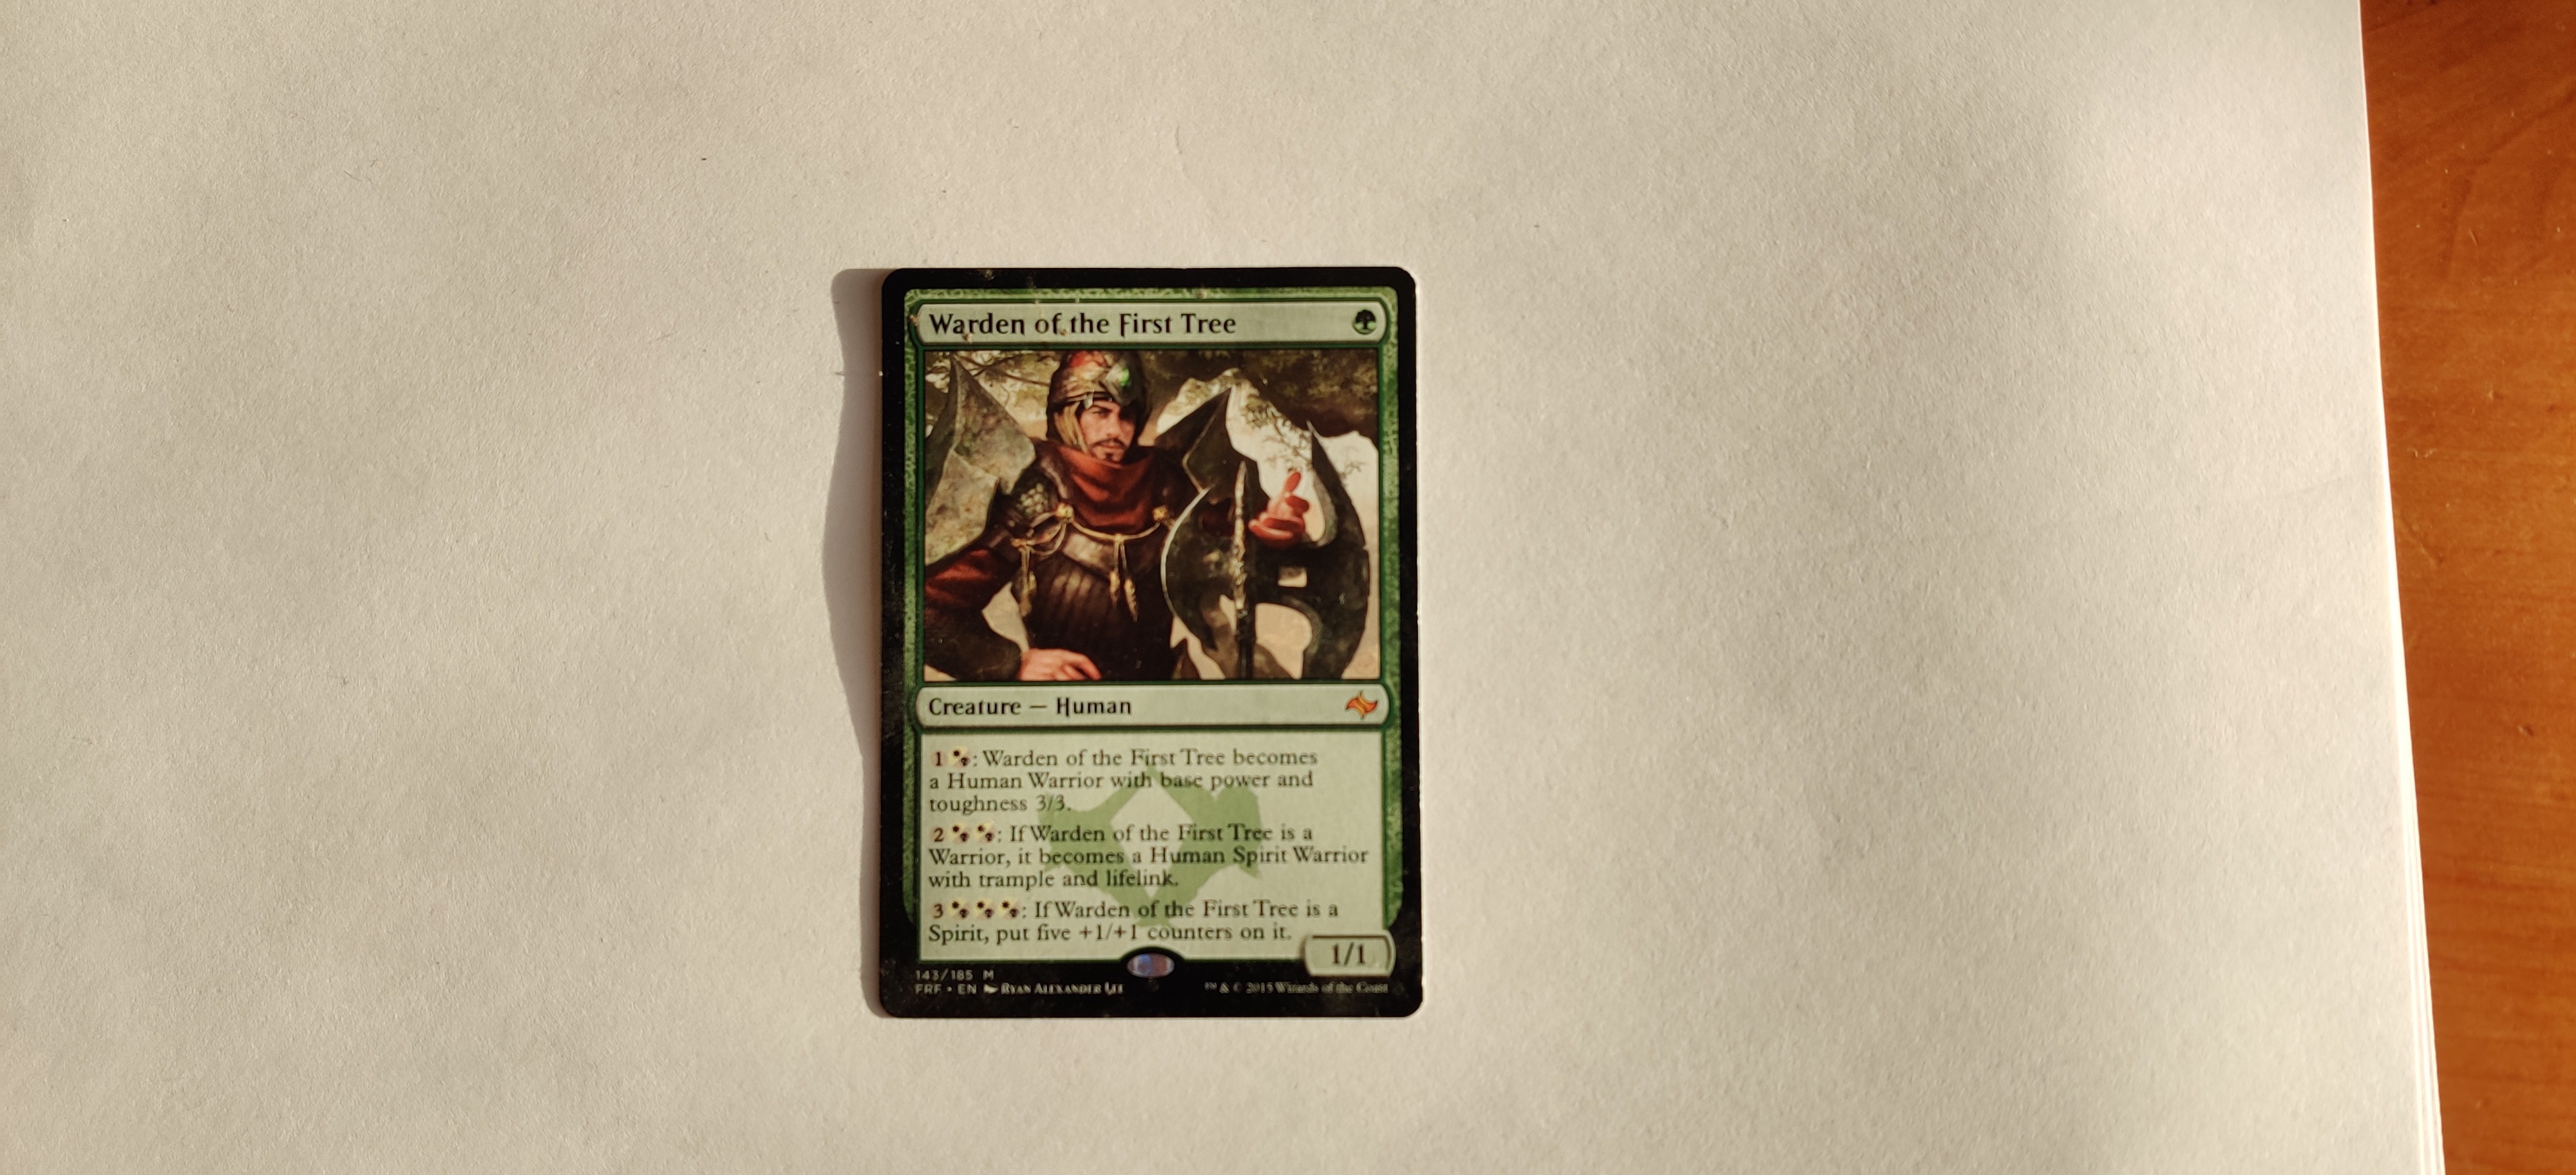 Warden of the First Tree
Creature — Human
1 : Warden of the First Tree becomes
a Human Warrior with base power and
toughness 3/3.
2 : If Warden of the First Tree is a
Warrior, it becomes a Human Spirit Warrior
with trample and lifelink.
3 : If Warden of the First Tree is a
Spirit, put five +1/+1 counters on it.
1/1
143/185 M
FRF • EN Ryan Alexander Lee
™ & © 2015 Wizards of the Coast